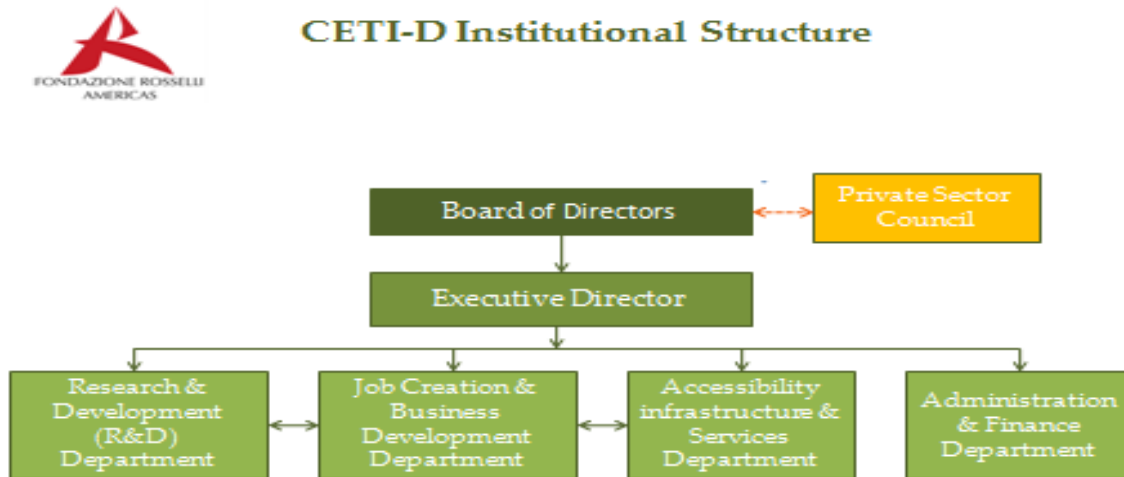 CETI-D Institutional Structure
FONDAZIONE ROSSELLI
AMERICAS
Board of Directors
Private Sector
Council
Executive Director
Research &
Development
(R&D)
Department
Job Creation &
Business
Development
Department
Accessibility
infrastructure &
Services
Department
Administration
& Finance
Department